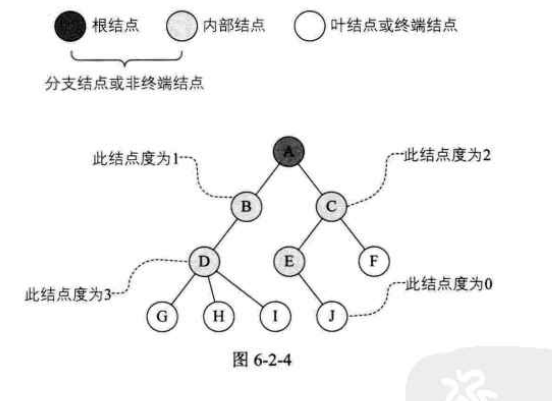 根结点 内部结点 叶结点或终端结点
分支结点或非终端结点
A
此结点度为1 此结点度为2
B C
D E F
此结点度为3 此结点度为0
G H I J
图 6-2-4